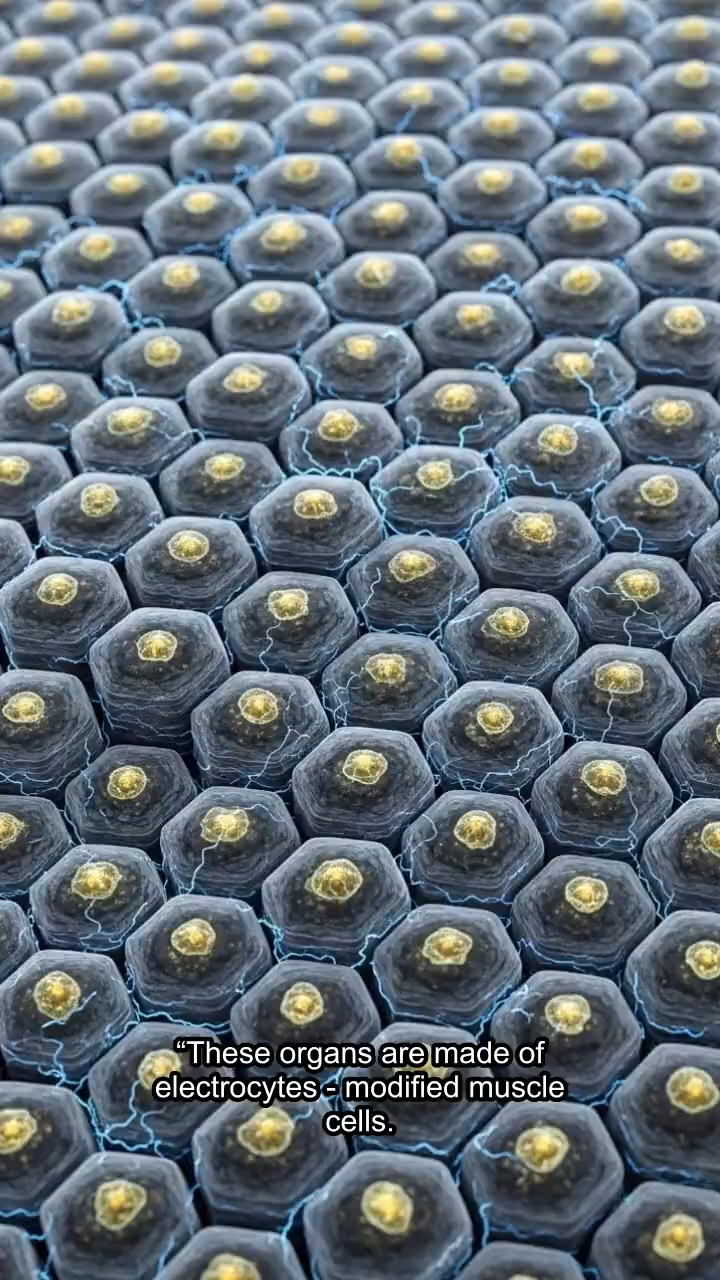 “These organs are made of
electrocytes - modified muscle
cells.